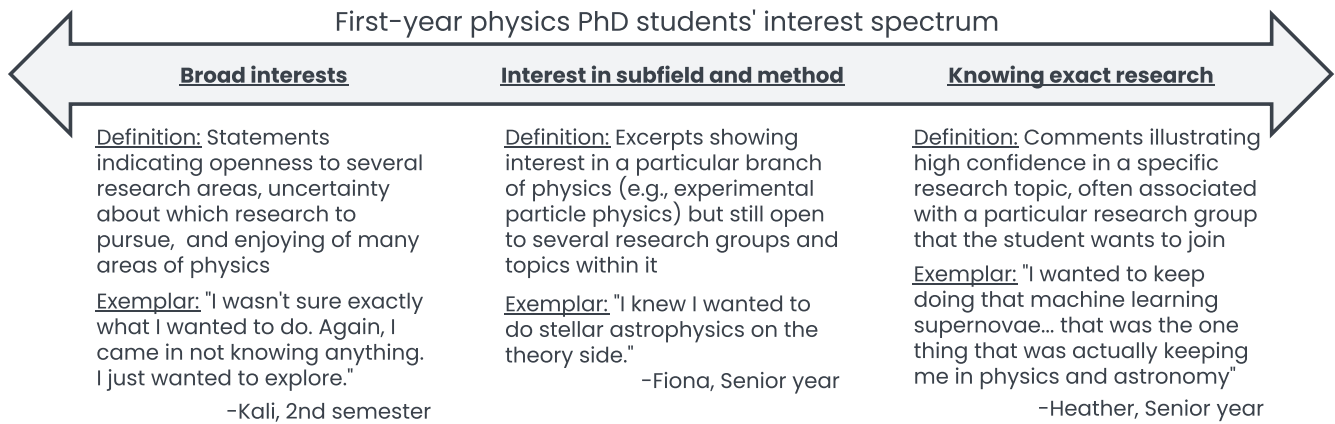 First-year physics PhD students' interest spectrum
Broad interests
Definition: Statements
indicating openness to several
research areas, uncertainty
about which research to
pursue,  and enjoying of many
areas of physics
Exemplar: "I wasn't sure exactly
what I wanted to do. Again, I
came in not knowing anything.
I just wanted to explore."
-Kali, 2nd semester
Interest in subfield and method
Definition: Excerpts showing
interest in a particular branch
of physics (e.g., experimental
particle physics) but still open
to several research groups and
topics within it
Exemplar: "I knew I wanted to
do stellar astrophysics on the
theory side."
-Fiona, Senior year
Knowing exact research
Definition: Comments illustrating
high confidence in a specific
research topic, often associated
with a particular research group
that the student wants to join
Exemplar: "I wanted to keep
doing that machine learning
supernovae... that was the one
thing that was actually keeping
me in physics and astronomy"
-Heather, Senior year